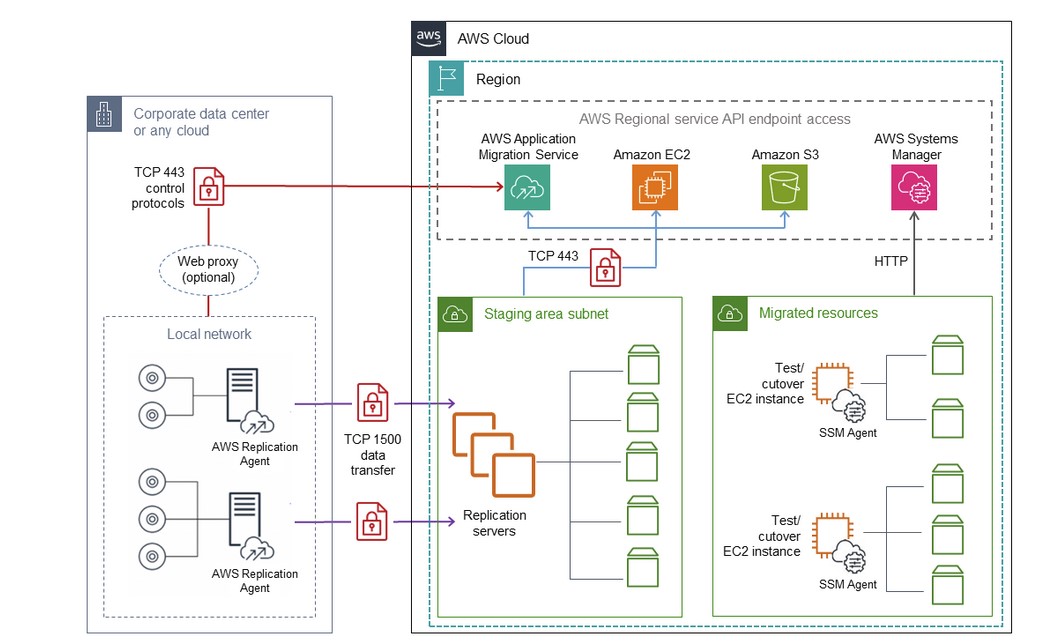 aws
AWS Cloud
Region
Corporate data center
or any cloud
AWS Regional service API endpoint access
AWS Application
Migration Service
Amazon EC2
Amazon S3
AWS Systems
Manager
TCP 443
control
protocols
Web proxy
(optional)
TCP 443
HTTP
Local network
Staging area subnet
Migrated resources
AWS Replication
Agent
TCP 1500
data
transfer
AWS Replication
Agent
Replication
servers
Test/
cutover
EC2 instance
SSM Agent
Test/
cutover
EC2 instance
SSM Agent